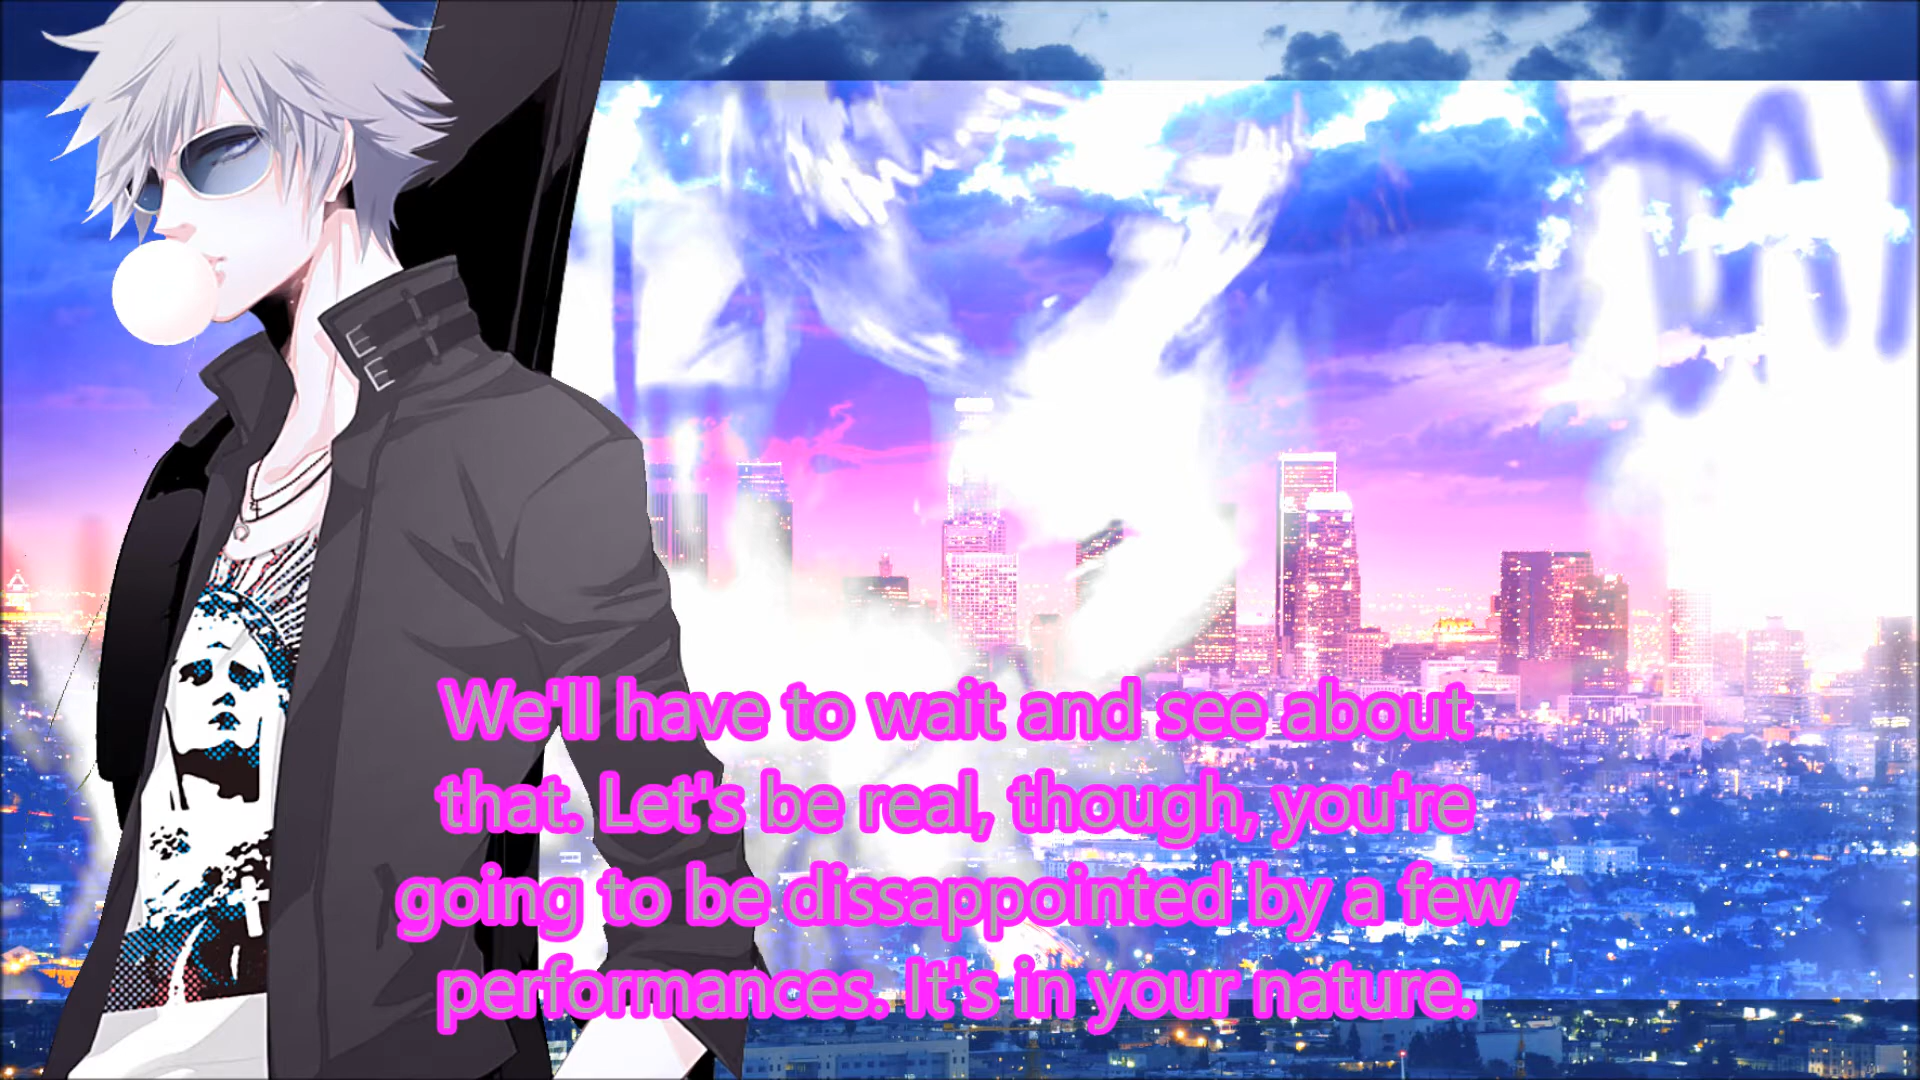 We'll have to wait and see about
that. Let's be real, though, you're
going to be dissappointed by a few
performances. It's in your nature.